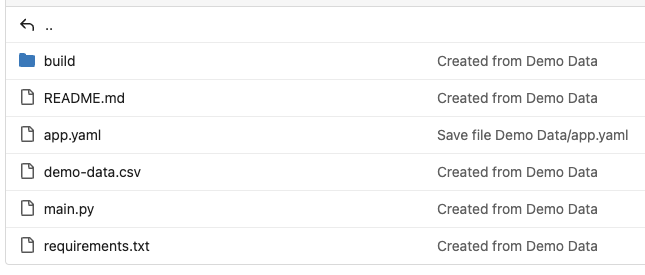 ..
build Created from Demo Data
README.md Created from Demo Data
app.yaml Save file Demo Data/app.yaml
demo-data.csv Created from Demo Data
main.py Created from Demo Data
requirements.txt Created from Demo Data